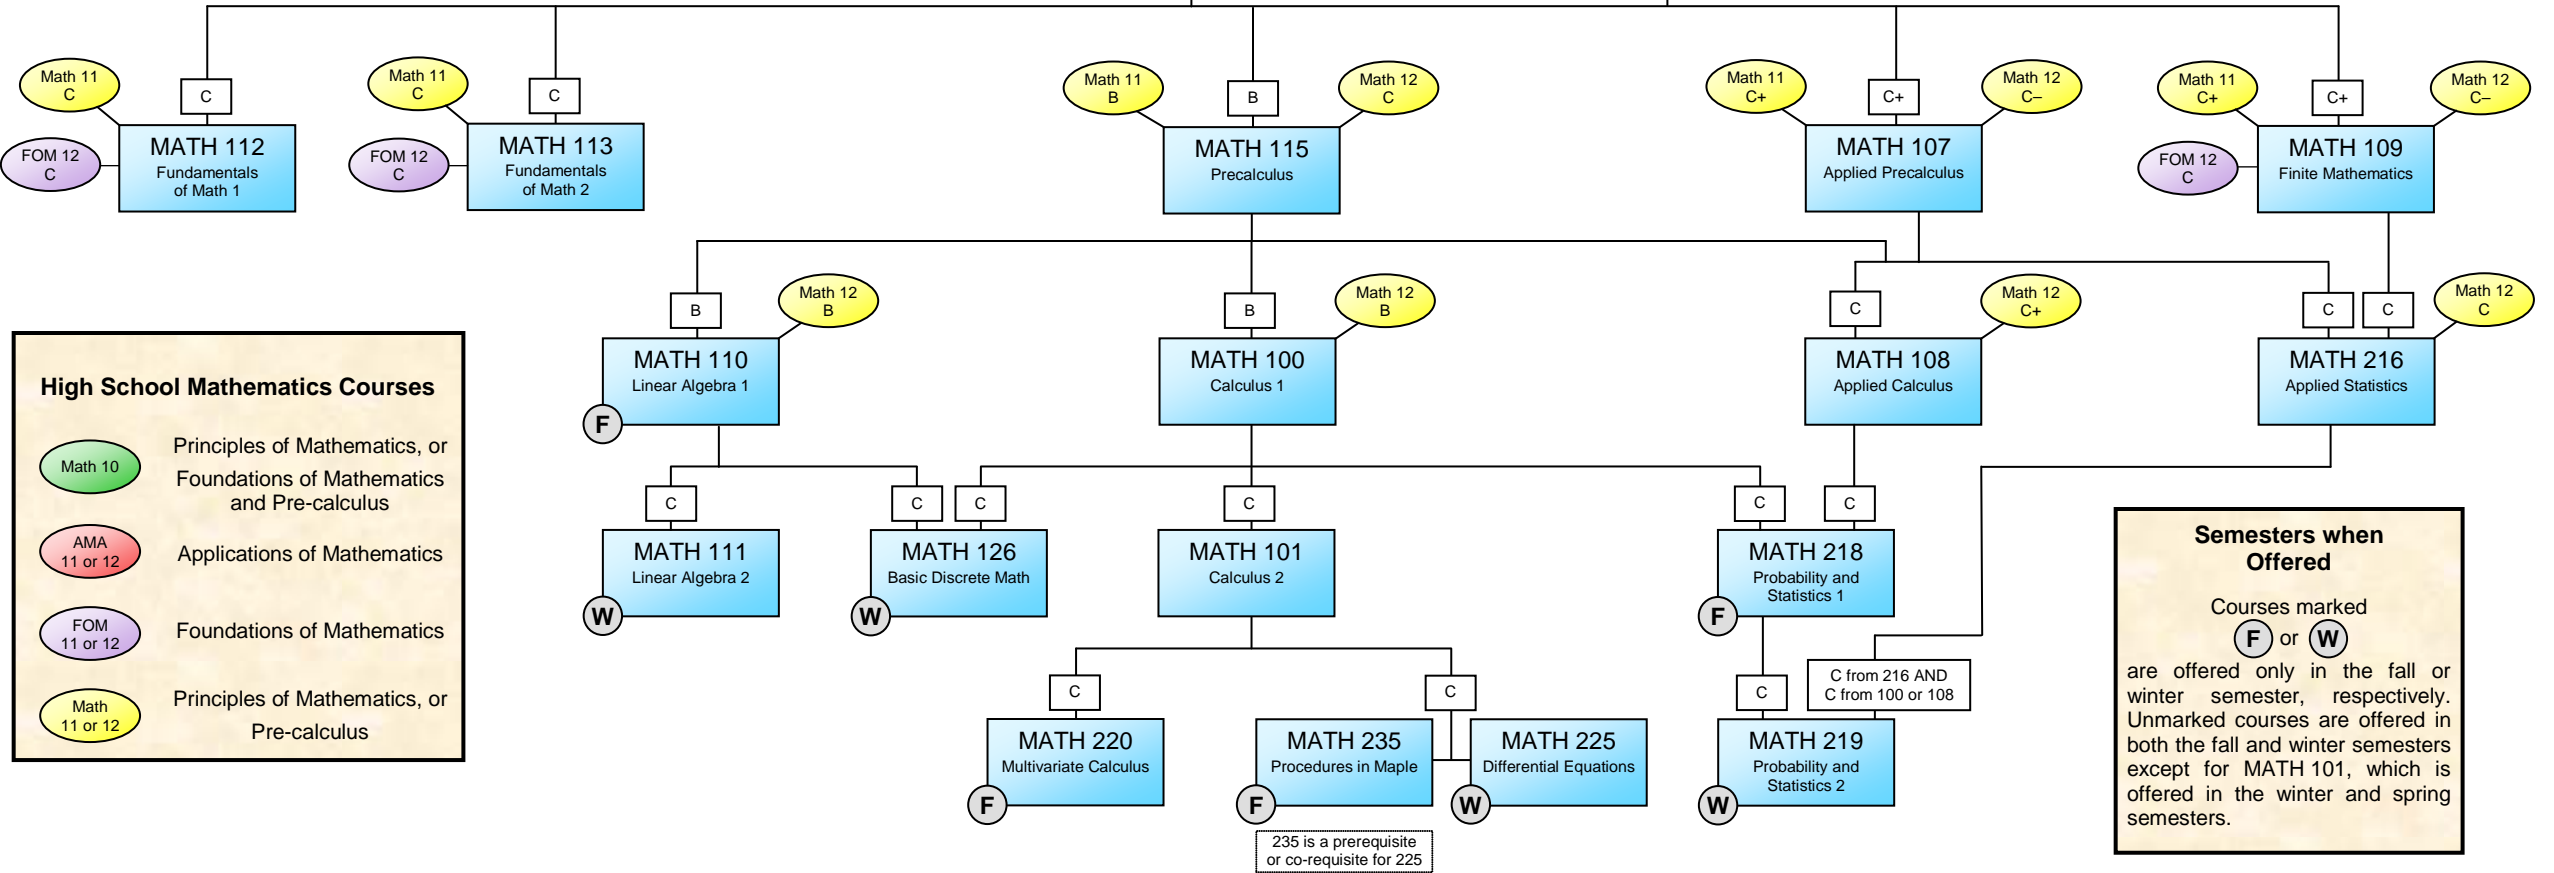 Math 11
C
C
Math 11
C
C
Math 11
B
B
Math 12
C
Math 11
C+
C+
Math 12
C–
Math 11
C+
C+
Math 12
C–
FOM 12
C
MATH 112
Fundamentals
of Math 1
FOM 12
C
MATH 113
Fundamentals
of Math 2
MATH 115
Precalculus
MATH 107
Applied Precalculus
FOM 12
C
MATH 109
Finite Mathematics
B
Math 12
B
B
Math 12
B
C
Math 12
C+
C
C
Math 12
C
MATH 110
Linear Algebra 1
F
MATH 100
Calculus 1
MATH 108
Applied Calculus
MATH 216
Applied Statistics
High School Mathematics Courses
Math 10
Principles of Mathematics, or
Foundations of Mathematics
and Pre-calculus
AMA
11 or 12
Applications of Mathematics
FOM
11 or 12
Foundations of Mathematics
Math
11 or 12
Principles of Mathematics, or
Pre-calculus
C
C
C
C
C
C
MATH 111
Linear Algebra 2
W
MATH 126
Basic Discrete Math
W
MATH 101
Calculus 2
MATH 218
Probability and
Statistics 1
F
C
C
C
C from 216 AND
C from 100 or 108
MATH 220
Multivariate Calculus
F
MATH 235
Procedures in Maple
F
MATH 225
Differential Equations
W
MATH 219
Probability and
Statistics 2
W
235 is a prerequisite
or co-requisite for 225
Semesters when
Offered
Courses marked
F or W
are offered only in the fall or
winter semester, respectively.
Unmarked courses are offered in
both the fall and winter semesters
except for MATH 101, which is
offered in the winter and spring
semesters.